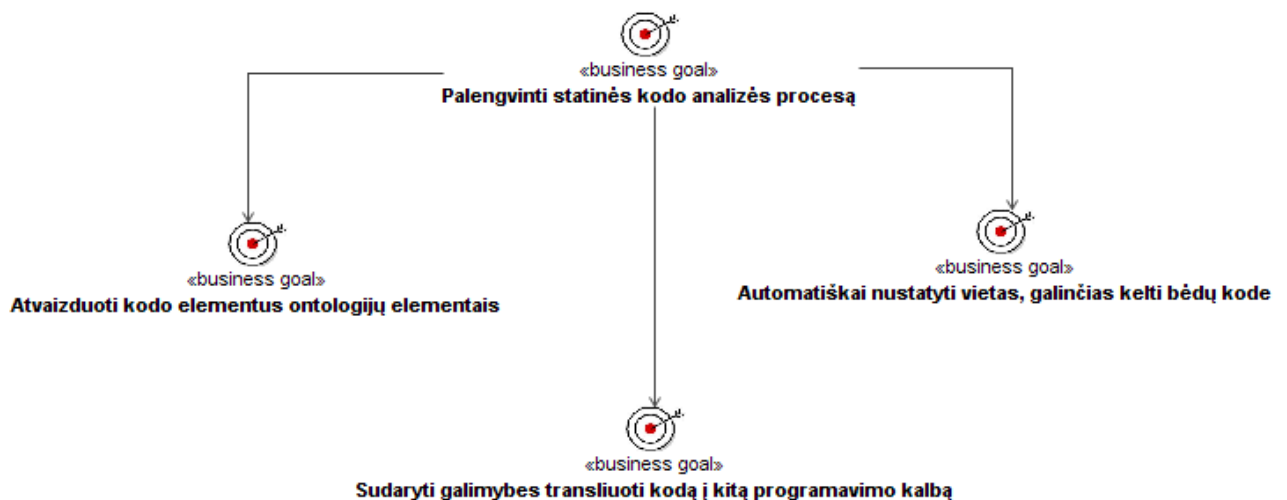 «business goal»
Palengvinti statinės kodo analizės procesą
«business goal»
Atvaizduoti kodo elementus ontologijų elementais
«business goal»
Automatiškai nustatyti vietas, galinčias kelti bėdų kode
«business goal»
Sudaryti galimybes transliuoti kodą į kitą programavimo kalbą